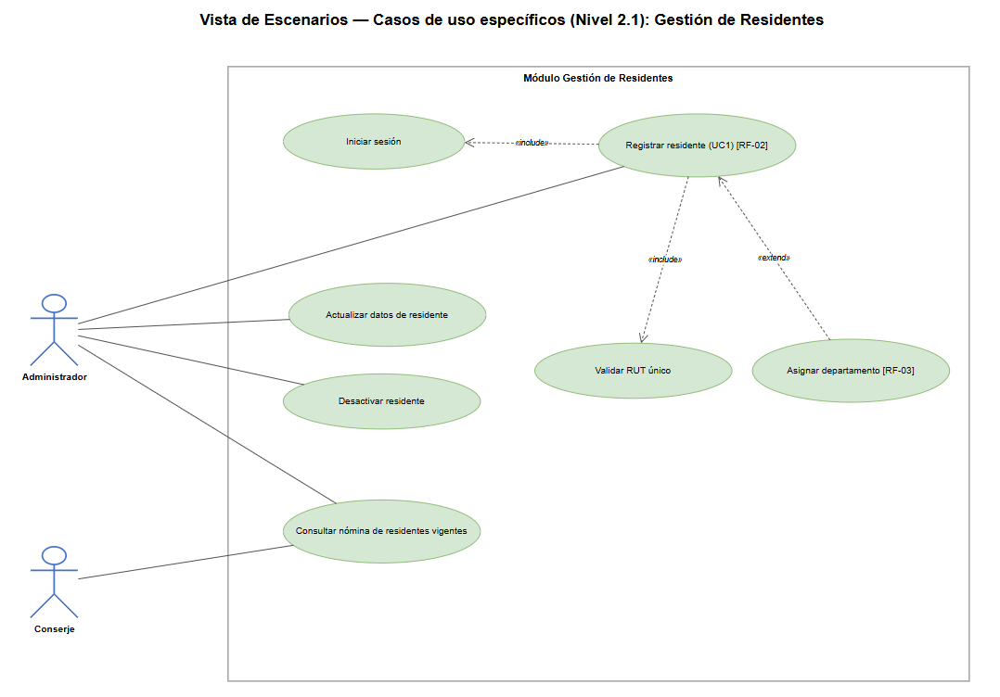 Vista de Escenarios — Casos de uso específicos (Nivel 2.1): Gestión de Residentes
Módulo Gestión de Residentes
Iniciar sesión
«include»
Registrar residente (UC1) [RF-02]
«include»
«extend»
Actualizar datos de residente
Validar RUT único
Asignar departamento [RF-03]
Administrador
Desactivar residente
Consultar nómina de residentes vigentes
Conserje